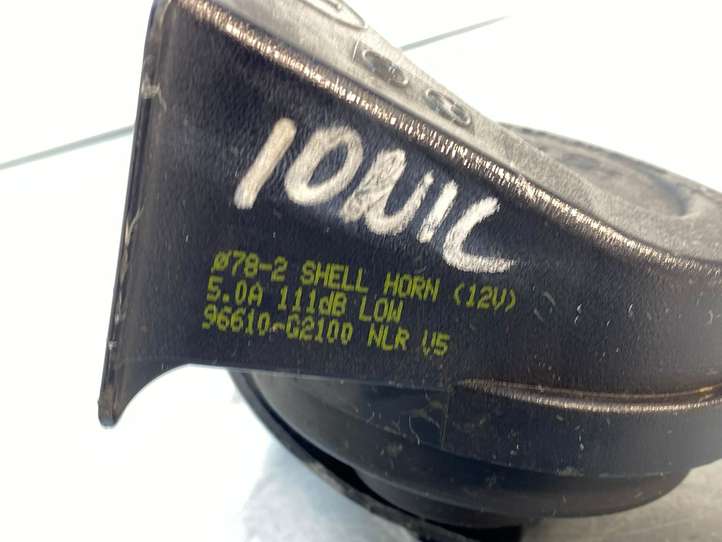 IONIC
ø78-2 SHELL HORN (12V)
5.0A 111dB LOW
96610-G2100 NLR V5